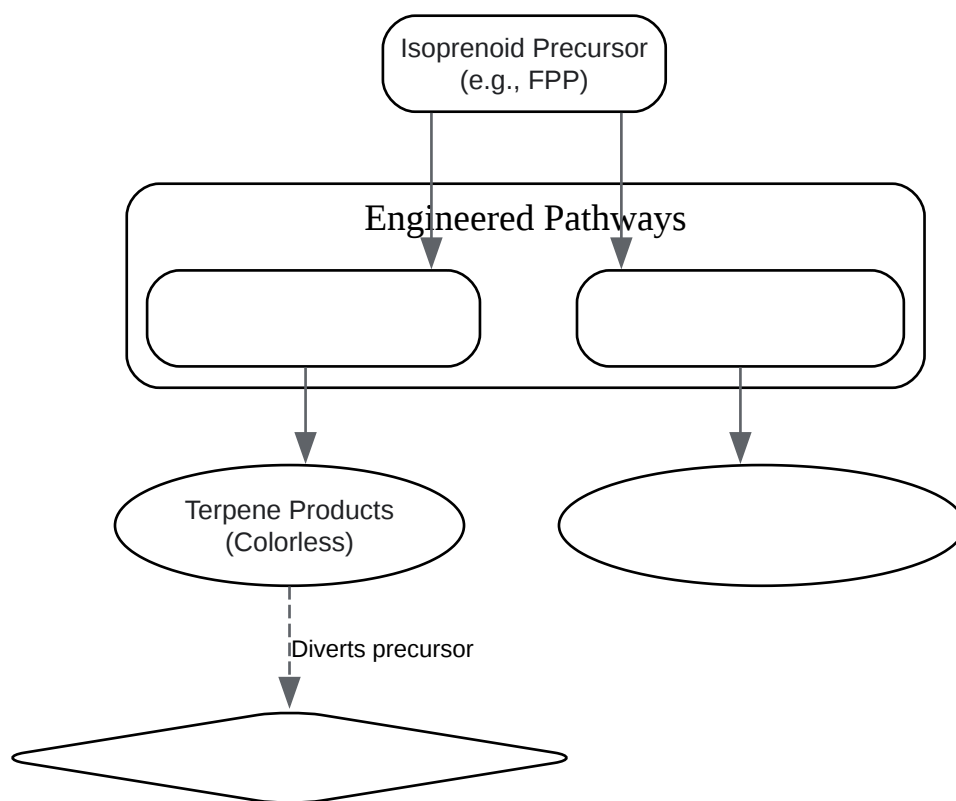 Isoprenoid Precursor
(e.g., FPP)
Engineered Pathways
Terpene Products
(Colorless)
Diverts precursor